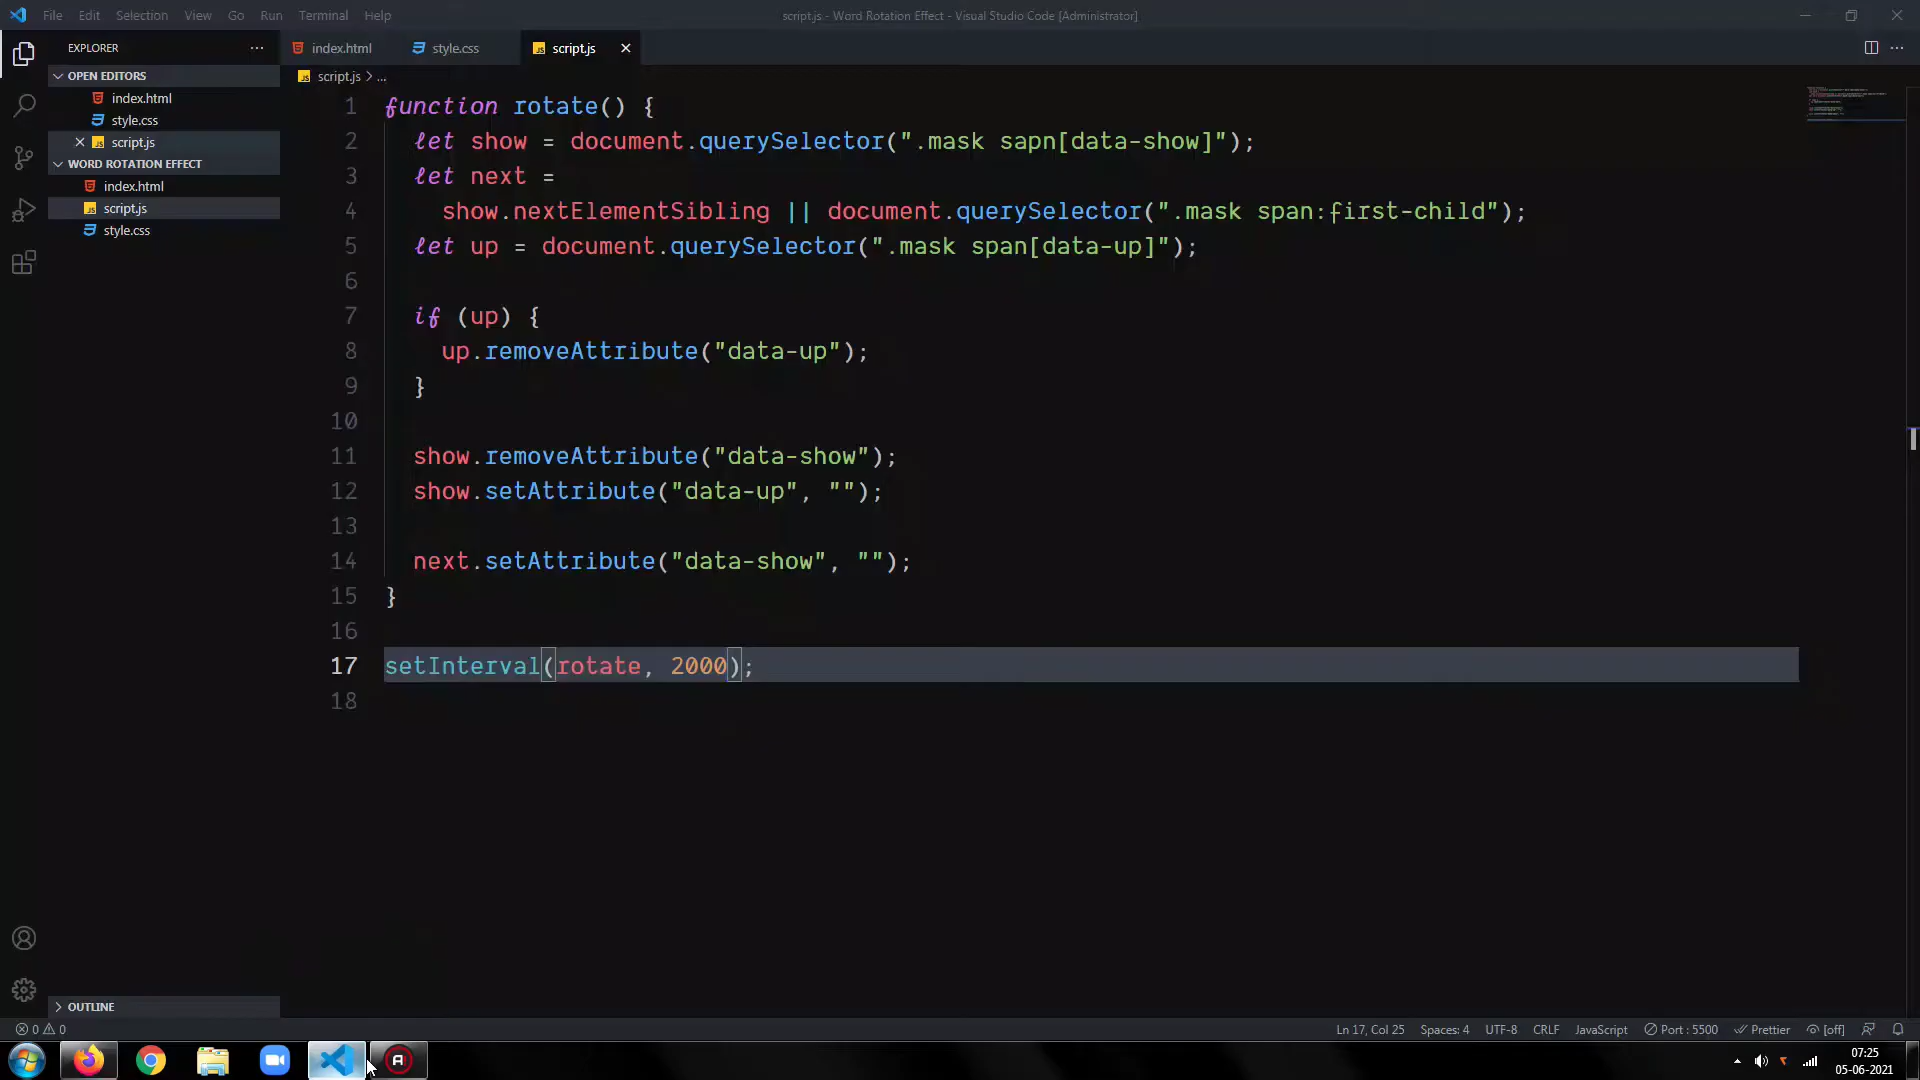 File Edit Selection View Go Run Terminal Help
script.js - Word Rotation Effect - Visual Studio Code [Administrator]
EXPLORER
OPEN EDITORS
index.html
style.css
script.js
WORD ROTATION EFFECT
index.html
script.js
style.css
OUTLINE
index.html style.css script.js
script.js > ...
1 function rotate() {
2 let show = document.querySelector(".mask sapn[data-show]");
3 let next =
4 show.nextElementSibling || document.querySelector(".mask span:first-child");
5 let up = document.querySelector(".mask span[data-up]");
6
7 if (up) {
8 up.removeAttribute("data-up");
9 }
10
11 show.removeAttribute("data-show");
12 show.setAttribute("data-up", "");
13
14 next.setAttribute("data-show", "");
15 }
16
17 setInterval(rotate, 2000);
18
0 0 Ln 17, Col 25 Spaces: 4 UTF-8 CRLF JavaScript Port : 5500 Prettier [off]
07:25
05-06-2021